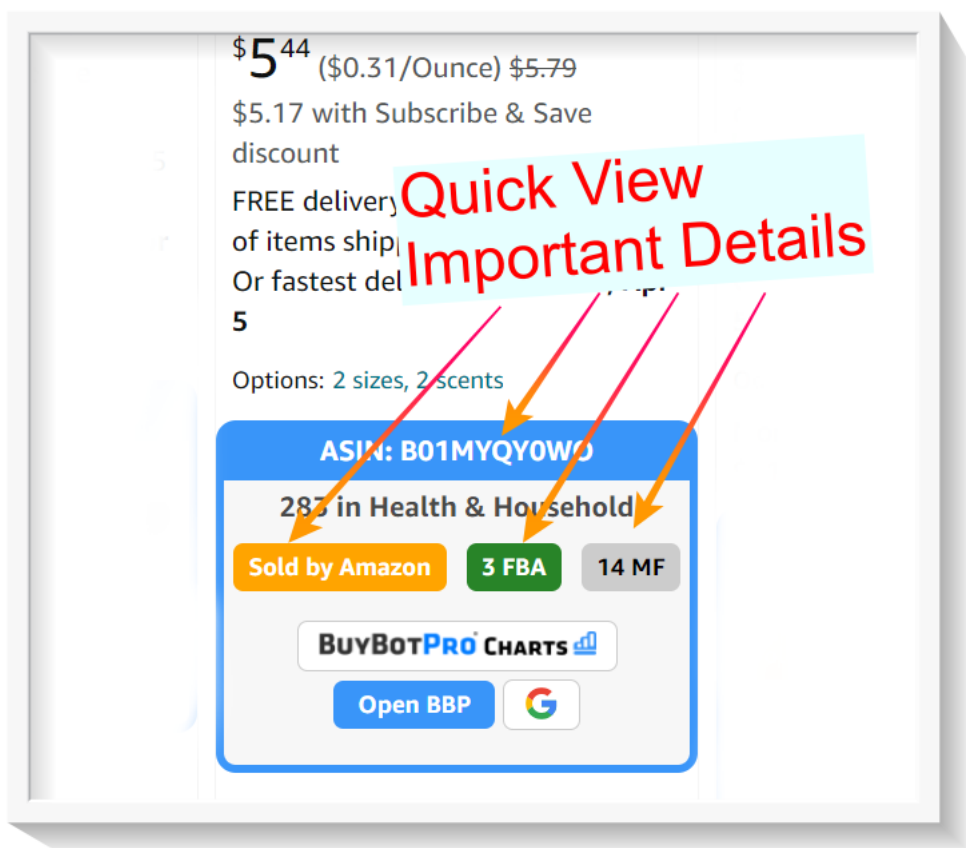 $5.44 ($0.31/Ounce) $5.79
$5.17 with Subscribe & Save
discount
FREE delivery
Quick View
of items ship
Important Details
Or fastest del
5
Options: 2 sizes, 2 scents
ASIN: B01MYQY0WO
283 in Health & Household
Sold by Amazon 3 FBA 14 MF
BUYBOTPRO CHARTS
Open BBP G